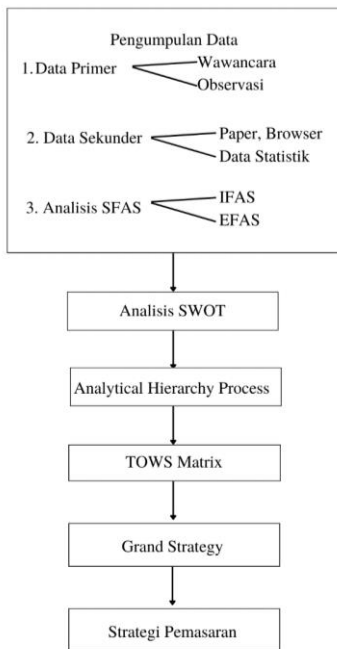 Pengumpulan Data
1. Data Primer
Wawancara
Observasi
2. Data Sekunder
Paper, Browser
Data Statistik
3. Analisis SFAS
IFAS
EFAS
Analisis SWOT
Analytical Hierarchy Process
TOWS Matrix
Grand Strategy
Strategi Pemasaran